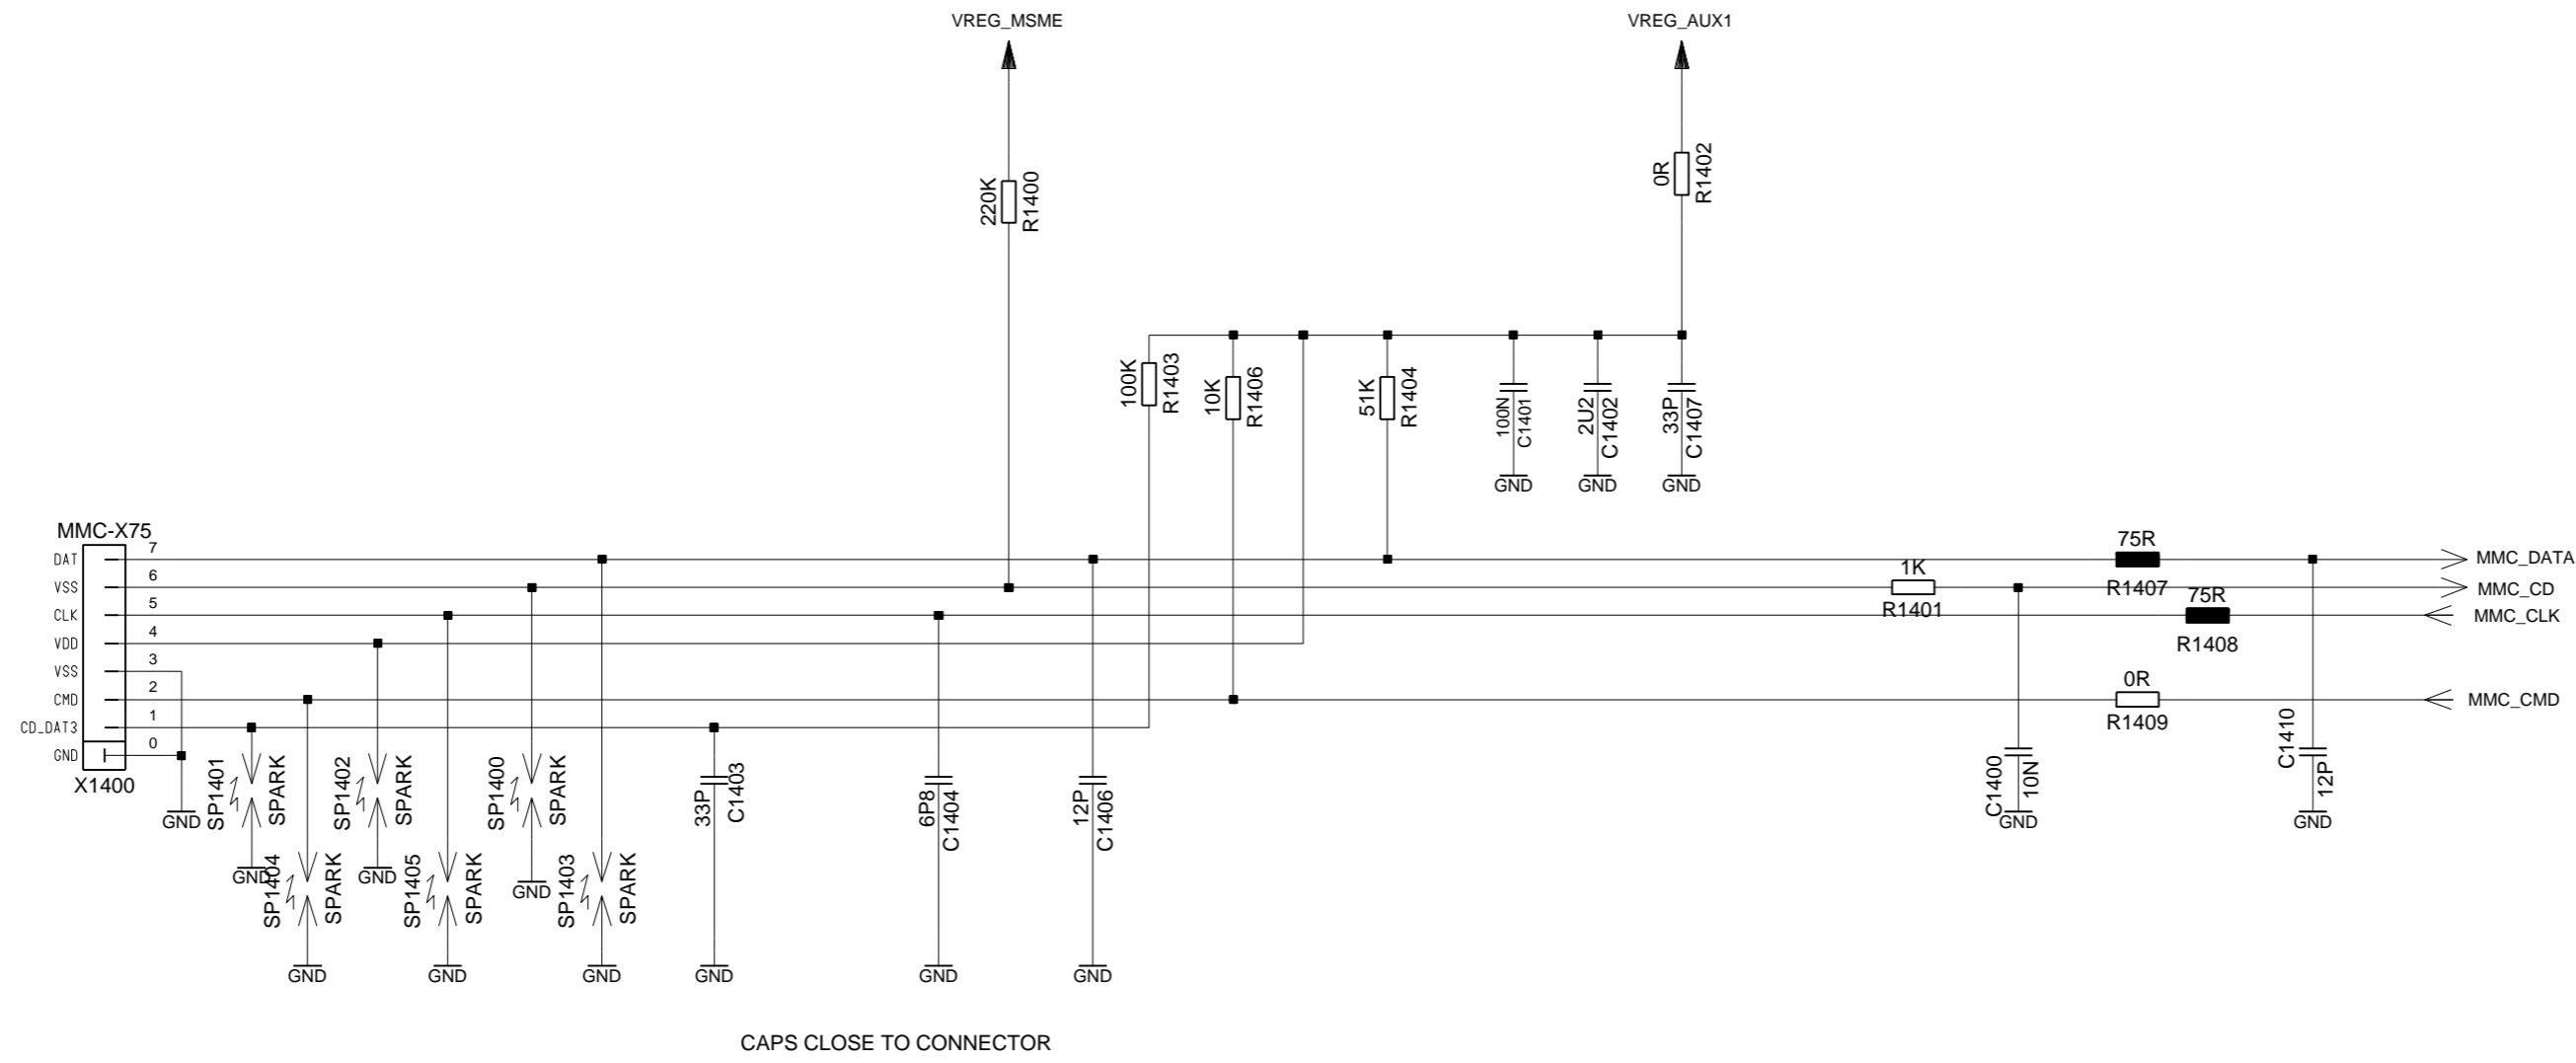 VREG_MSME
VREG_AUX1
220K
R1400
0R
R1402
100K
R1403
10K
R1406
51K
R1404
100N
C1401
2U2
C1402
33P
C1407
GND
GND
GND
MMC-X75
DAT
7
VSS
6
CLK
5
VDD
4
VSS
3
CMD
2
CD_DAT3
1
GND
0
X1400
75R
R1407
MMC_DATA
1K
R1401
MMC_CD
75R
R1408
MMC_CLK
0R
R1409
MMC_CMD
GND
SP1401
SPARK
GND
SP1402
SPARK
GND
SP1400
SPARK
GND
SP1404
SPARK
GND
SP1405
SPARK
GND
SP1403
SPARK
GND
33P
C1403
GND
6P8
C1404
GND
12P
C1406
GND
C1400
10N
GND
C1410
12P
GND
CAPS CLOSE TO CONNECTOR